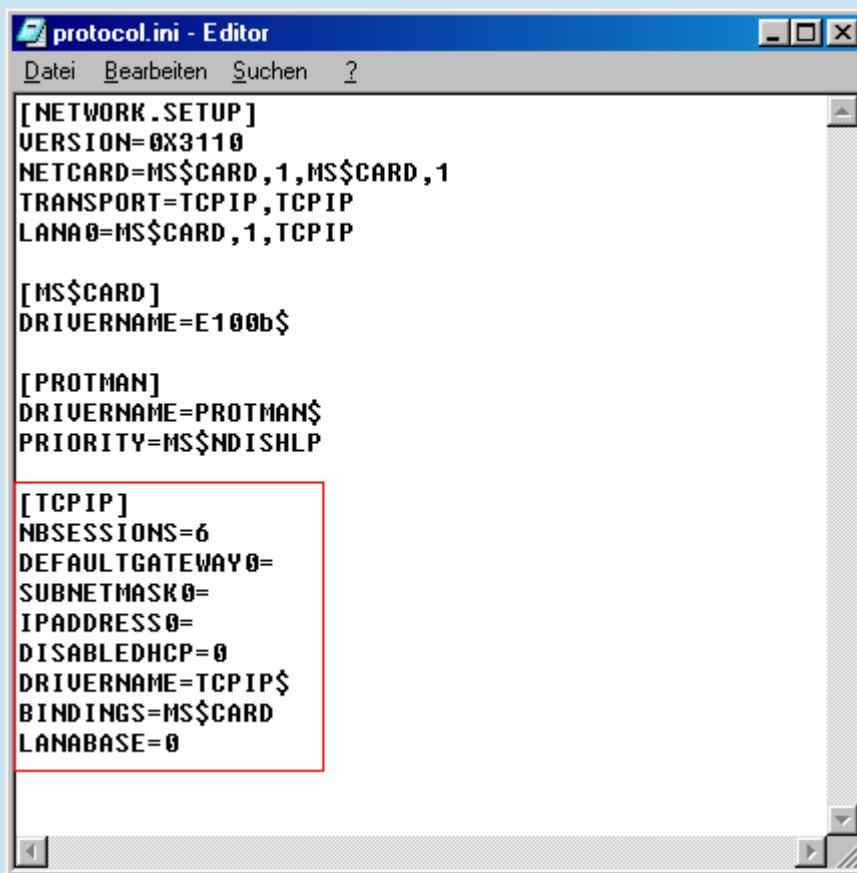 protocol.ini - Editor
Datei Bearbeiten Suchen ?
[NETWORK.SETUP]
VERSION=0X3110
NETCARD=MS$CARD,1,MS$CARD,1
TRANSPORT=TCPIP,TCPIP
LANA0=MS$CARD,1,TCPIP
[MS$CARD]
DRIVERNAME=E100b$
[PROTMAN]
DRIVERNAME=PROTMAN$
PRIORITY=MS$NDISHLP
[TCPIP]
NBSESSIONS=6
DEFAULTGATEWAY0=
SUBNETMASK0=
IPADDRESS0=
DISABLEDHCP=0
DRIVERNAME=TCPIP$
BINDINGS=MS$CARD
LANABASE=0